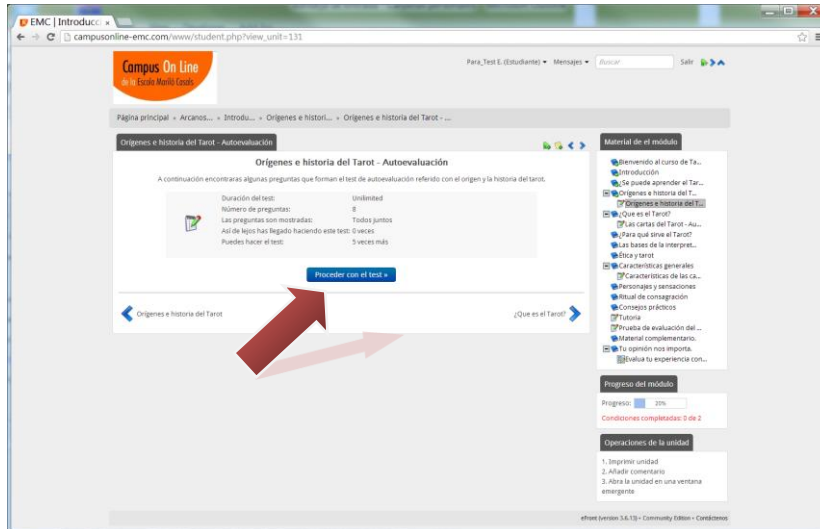 EMC | Introducci
campusonline-emc.com/www/student.php?view_unit=131
Campus On Line
de la Escola Mariló Casals
Para_Test E. (Estudiante) Mensajes Buscar Salir
Página principal » Arcanos... » Introdu... » Orígenes e histori... » Orígenes e historia del Tarot - ...
Orígenes e historia del Tarot - Autoevaluación
Orígenes e historia del Tarot - Autoevaluación
A continuación encontraras algunas preguntas que forman el test de autoevaluación referido con el origen y la historia del tarot.
Duración del test: Unlimited
Número de preguntas: 8
Las preguntas son mostradas: Todos juntos
Así de lejos has llegado haciendo este test: 0 veces
Puedes hacer el test: 5 veces más
Proceder con el test »
Orígenes e historia del Tarot
¿Que es el Tarot?
Material de el módulo
Bienvenido al curso de Ta...
Introducción
¿Se puede aprender el Tar...
Orígenes e historia del T...
Orígenes e historia del T...
¿Que es el Tarot?
Las cartas del Tarot - Au...
¿Para qué sirve el Tarot?
Las bases de la interpret...
Ética y tarot
Características generales
Características de las ca...
Personajes y sensaciones
Ritual de consagración
Consejos prácticos
Tutoria
Prueba de evaluación del ...
Material complementario.
Tu opinión nos importa.
Evalua tu experiencia con...
Progreso del módulo
Progreso: 20%
Condiciones completadas: 0 de 2
Operaciones de la unidad
1. Imprimir unidad
2. Añadir comentario
3. Abra la unidad en una ventana
emergente
eFront (version 3.6.13) • Community Edition • Contáctenos